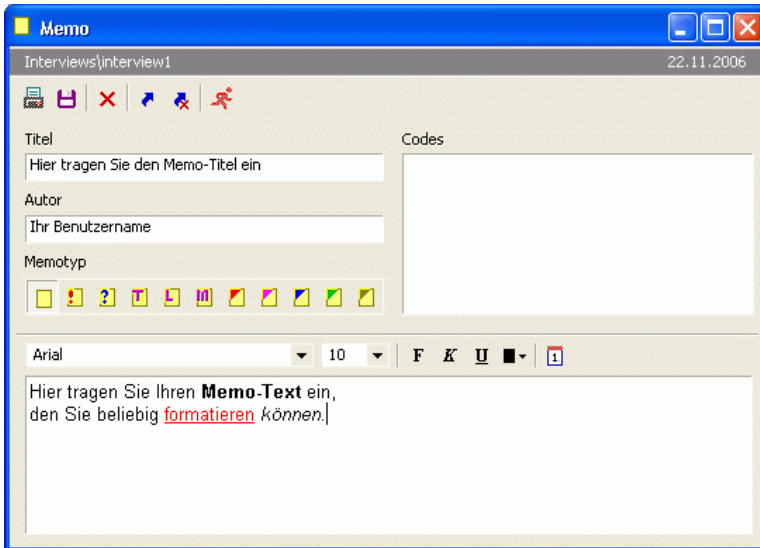 Memo
Interviews\interview1 22.11.2006
Titel
Hier tragen Sie den Memo-Titel ein
Autor
Ihr Benutzername
Memotyp
! ? T L M
Codes
Arial 10 F K U 1
Hier tragen Sie Ihren Memo-Text ein,
den Sie beliebig formatieren können.